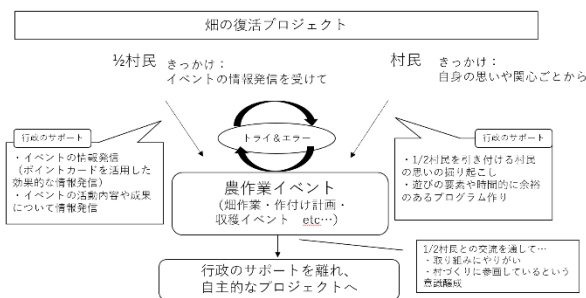 畑の復活プロジェクト
½村民
きっかけ：
イベントの情報発信を受けて
村民
きっかけ：
自身の思いや関心ごとから
トライ＆エラー
行政のサポート
・イベントの情報発信
（ポイントカードを活用した
効果的な情報発信）
・イベントの活動内容や成果
について情報発信
行政のサポート
・1/2村民を引き付ける村民
の思いの掘り起こし
・遊びの要素や時間的に余裕
のあるプログラム作り
農作業イベント
（畑作業・作付け計画・
収穫イベント　etc…）
1/2村民との交流を通して…
・取り組みにやりがい
・村づくりに参画しているという
意識醸成
行政のサポートを離れ、
自主的なプロジェクトへ